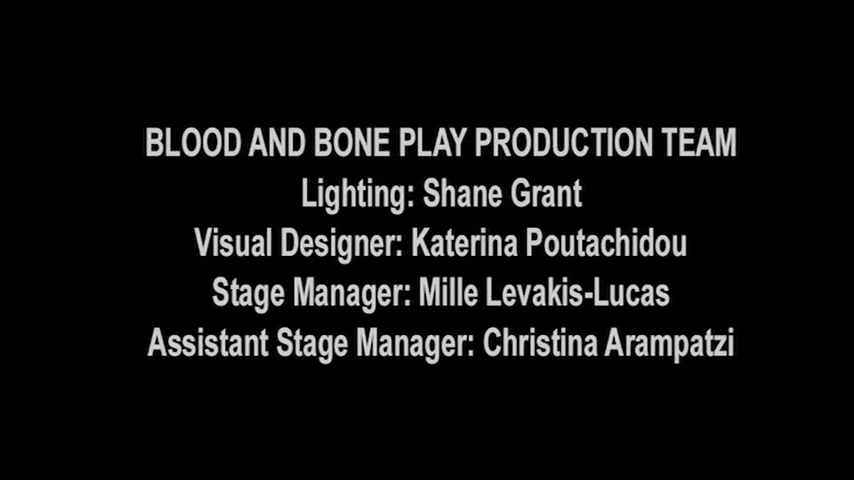 BLOOD AND BONE PLAY PRODUCTION TEAM
Lighting: Shane Grant
Visual Designer: Katerina Poutachidou
Stage Manager: Mille Levakis-Lucas
Assistant Stage Manager: Christina Arampatzi